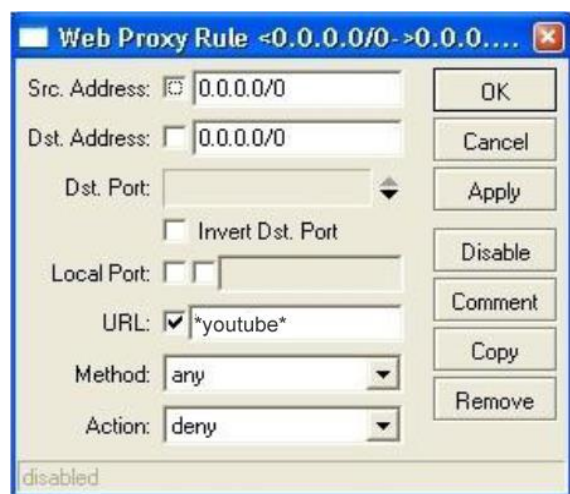 Web Proxy Rule <0.0.0.0/0->0.0.0....
Src. Address: 0.0.0.0/0
OK
Dst. Address: 0.0.0.0/0
Cancel
Dst. Port:
Apply
Invert Dst. Port
Disable
Local Port:
Comment
URL: *youtube*
Copy
Method: any
Remove
Action: deny
disabled